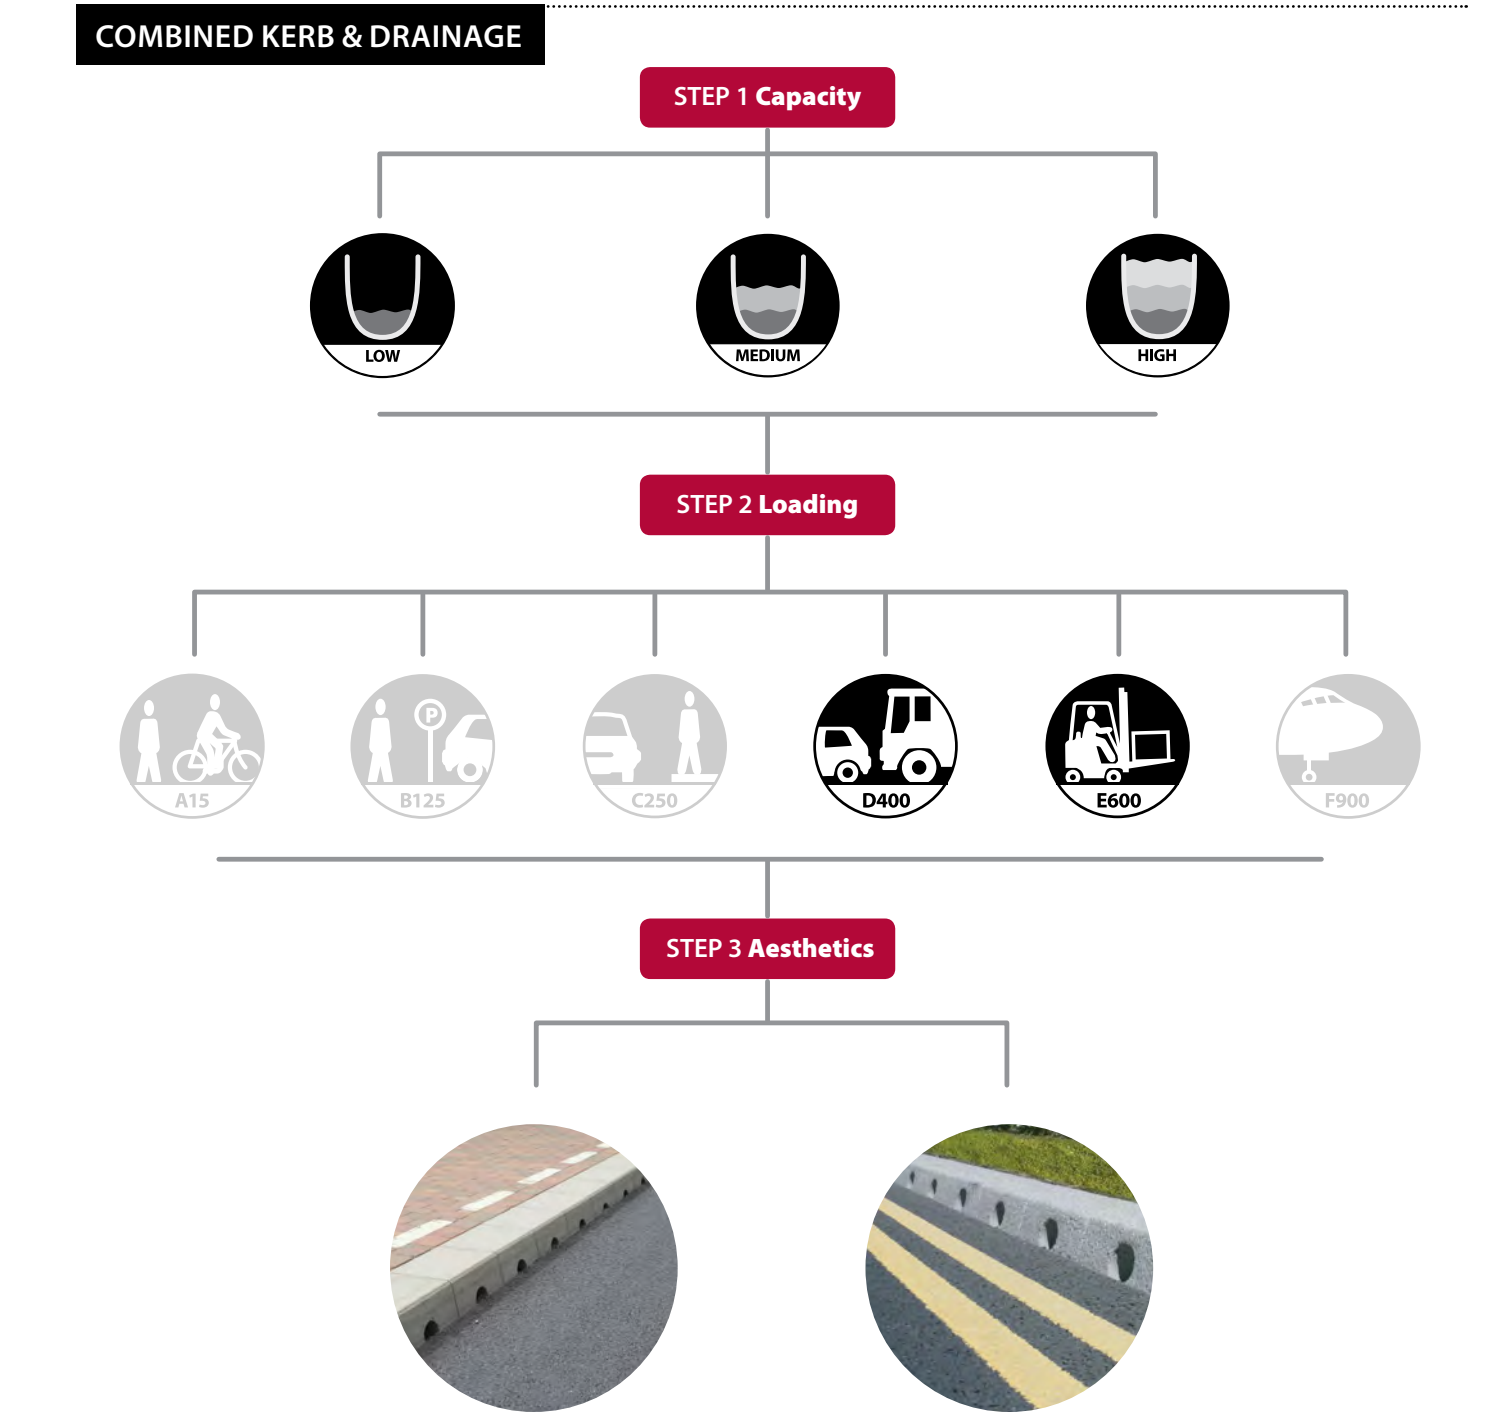 COMBINED KERB & DRAINAGE
STEP 1 Capacity
LOW
MEDIUM
HIGH
STEP 2 Loading
P
A15
B125
C250
D400
E600
F900
STEP 3 Aesthetics